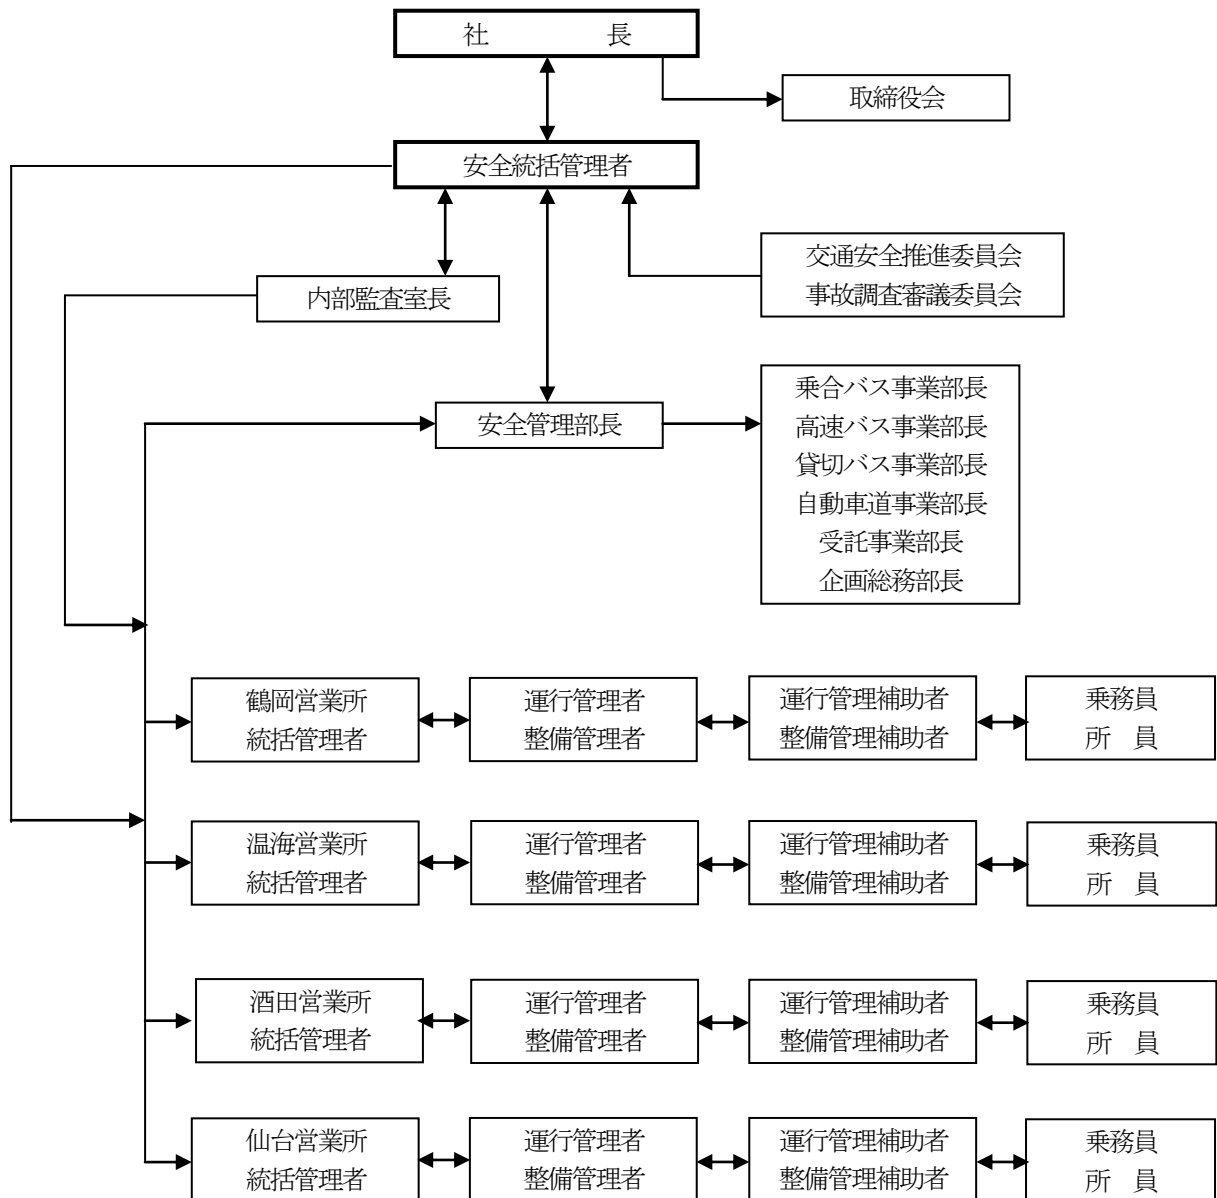 社　　　　　長
取締役会
安全統括管理者
交通安全推進委員会
事故調査審議委員会
内部監査室長
安全管理部長
乗合バス事業部長
高速バス事業部長
貸切バス事業部長
自動車道事業部長
受託事業部長
企画総務部長
鶴岡営業所
統括管理者
運行管理者
整備管理者
運行管理補助者
整備管理補助者
乗務員
所　員
温海営業所
統括管理者
運行管理者
整備管理者
運行管理補助者
整備管理補助者
乗務員
所　員
酒田営業所
統括管理者
運行管理者
整備管理者
運行管理補助者
整備管理補助者
乗務員
所　員
仙台営業所
統括管理者
運行管理者
整備管理者
運行管理補助者
整備管理補助者
乗務員
所　員